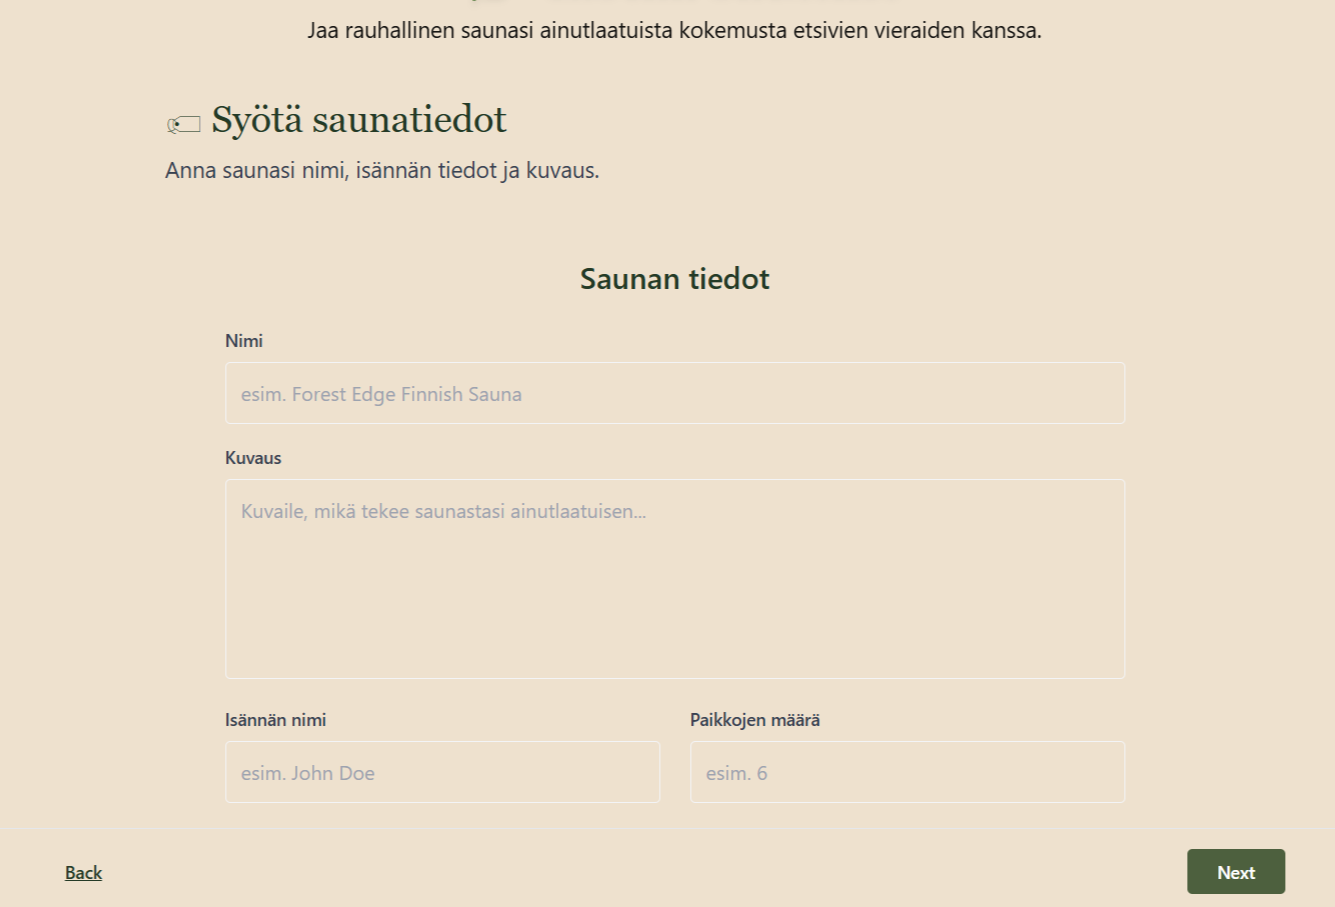 Jaa rauhallinen saunasi ainutlaatuista kokemusta etsivien vieraiden kanssa.
Syötä saunatiedot
Anna saunasi nimi, isännän tiedot ja kuvaus.
Saunan tiedot
Nimi
esim. Forest Edge Finnish Sauna
Kuvaus
Kuvaile, mikä tekee saunastasi ainutlaatuisen...
Isännän nimi
Paikkojen määrä
esim. John Doe
esim. 6
Back
Next